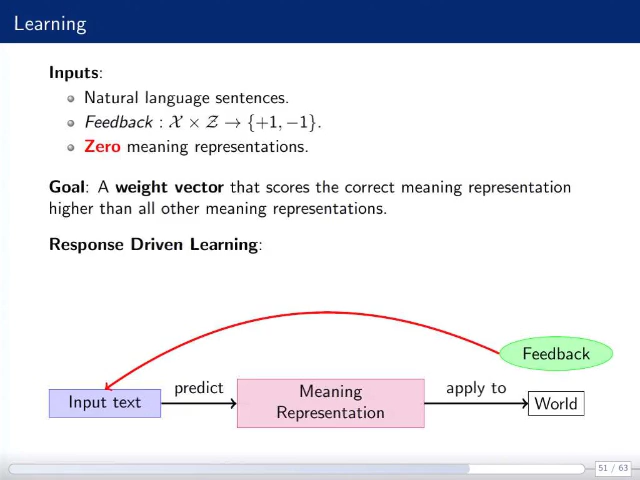 Learning
Inputs:
Natural language sentences.
Feedback : 𝒳 × 𝒵 → {+1, −1}.
Zero meaning representations.
Goal: A weight vector that scores the correct meaning representation
higher than all other meaning representations.
Response Driven Learning:
Feedback
predict
Meaning
apply to
Input text
Representation
World
51 / 63